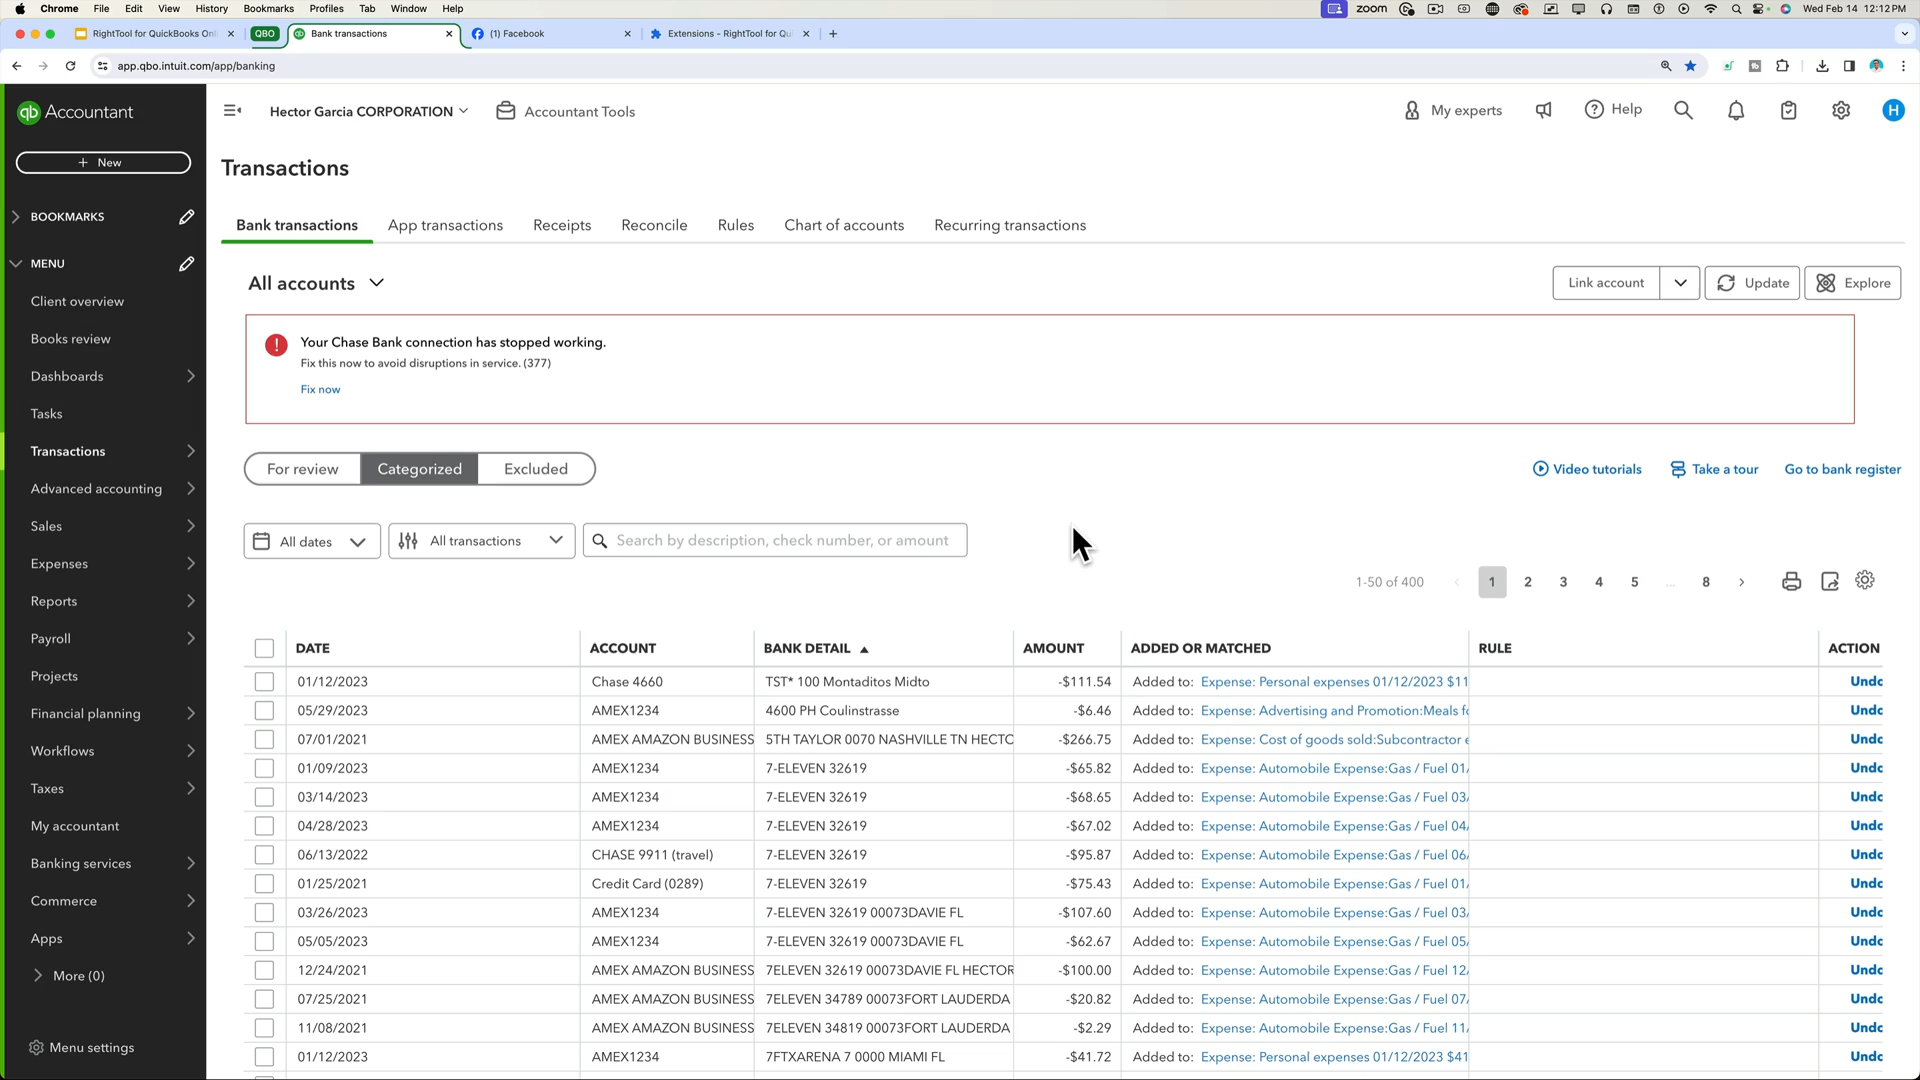 Chrome File Edit View History Bookmarks Profiles Tab Window Help zoom Wed Feb 14 12:12 PM
RightTool for QuickBooks Onl QBO Bank transactions (1) Facebook Extensions - RightTool for Qu
app.qbo.intuit.com/app/banking
qb Accountant
Hector Garcia CORPORATION Accountant Tools My experts Help H
+ New
BOOKMARKS
MENU
Client overview
Books review
Dashboards
Tasks
Transactions
Advanced accounting
Sales
Expenses
Reports
Payroll
Projects
Financial planning
Workflows
Taxes
My accountant
Banking services
Commerce
Apps
More (0)
Menu settings
Transactions
Bank transactions App transactions Receipts Reconcile Rules Chart of accounts Recurring transactions
All accounts Link account Update Explore
Your Chase Bank connection has stopped working.
Fix this now to avoid disruptions in service. (377)
Fix now
For review Categorized Excluded Video tutorials Take a tour Go to bank register
All dates All transactions Search by description, check number, or amount
1-50 of 400 < 1 2 3 4 5 ... 8 >
DATE ACCOUNT BANK DETAIL AMOUNT ADDED OR MATCHED RULE ACTION
01/12/2023 Chase 4660 TST* 100 Montaditos Midto -$111.54 Added to: Expense: Personal expenses 01/12/2023 $11 Undo
05/29/2023 AMEX1234 4600 PH Coulinstrasse -$6.46 Added to: Expense: Advertising and Promotion:Meals fo Undo
07/01/2021 AMEX AMAZON BUSINESS 5TH TAYLOR 0070 NASHVILLE TN HECTO -$266.75 Added to: Expense: Cost of goods sold:Subcontractor e Undo
01/09/2023 AMEX1234 7-ELEVEN 32619 -$65.82 Added to: Expense: Automobile Expense:Gas / Fuel 01/ Undo
03/14/2023 AMEX1234 7-ELEVEN 32619 -$68.65 Added to: Expense: Automobile Expense:Gas / Fuel 03/ Undo
04/28/2023 AMEX1234 7-ELEVEN 32619 -$67.02 Added to: Expense: Automobile Expense:Gas / Fuel 04/ Undo
06/13/2022 CHASE 9911 (travel) 7-ELEVEN 32619 -$95.87 Added to: Expense: Automobile Expense:Gas / Fuel 06/ Undo
01/25/2021 Credit Card (0289) 7-ELEVEN 32619 -$75.43 Added to: Expense: Automobile Expense:Gas / Fuel 01/ Undo
03/26/2023 AMEX1234 7-ELEVEN 32619 00073DAVIE FL -$107.60 Added to: Expense: Automobile Expense:Gas / Fuel 03/ Undo
05/05/2023 AMEX1234 7-ELEVEN 32619 00073DAVIE FL -$62.67 Added to: Expense: Automobile Expense:Gas / Fuel 05/ Undo
12/24/2021 AMEX AMAZON BUSINESS 7ELEVEN 32619 00073DAVIE FL HECTOR -$100.00 Added to: Expense: Automobile Expense:Gas / Fuel 12/ Undo
07/25/2021 AMEX AMAZON BUSINESS 7ELEVEN 34789 00073FORT LAUDERDA -$20.82 Added to: Expense: Automobile Expense:Gas / Fuel 07/ Undo
11/08/2021 AMEX AMAZON BUSINESS 7ELEVEN 34819 00073FORT LAUDERDA -$2.29 Added to: Expense: Automobile Expense:Gas / Fuel 11/ Undo
01/12/2023 AMEX1234 7FTXARENA 7 0000 MIAMI FL -$41.72 Added to: Expense: Personal expenses 01/12/2023 $41 Undo